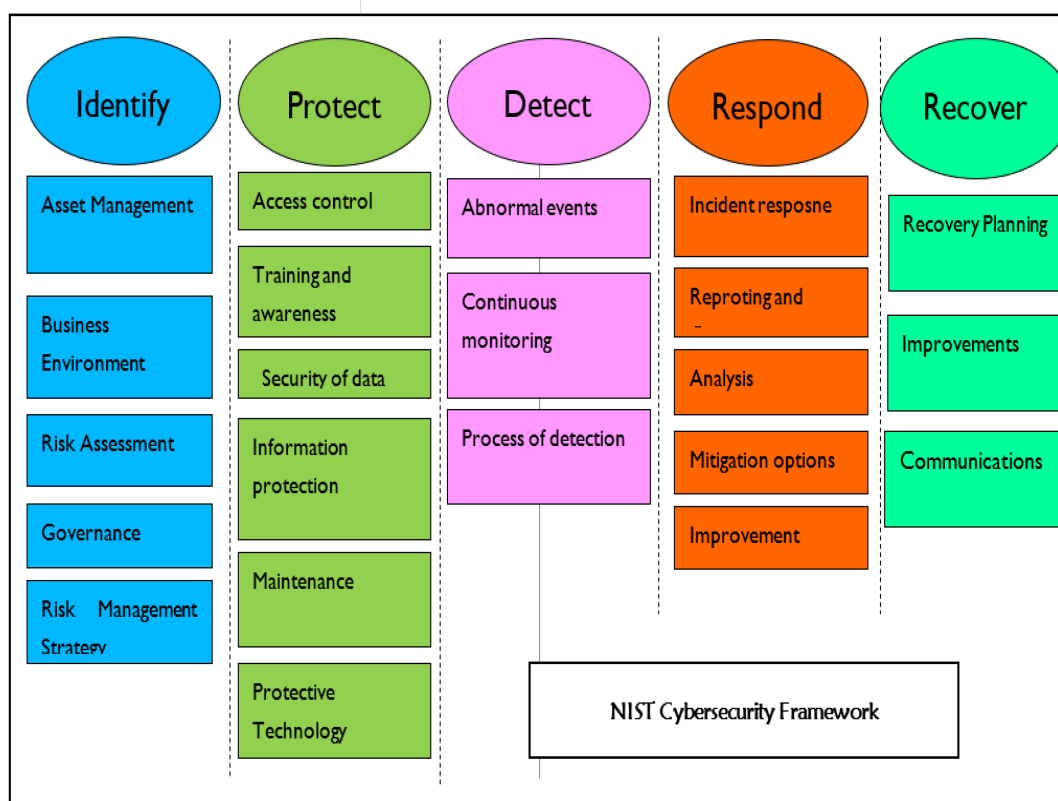 Identify
Protect
Detect
Respond
Recover
Asset Management
Business
Environment
Risk Assessment
Governance
Risk Management
Strategy
Access control
Training and
awareness
Security of data
Information
protection
Maintenance
Protective
Technology
Abnormal events
Continuous
monitoring
Process of detection
Incident resposne
Reproting and
Analysis
Mitigation options
Improvement
Recovery Planning
Improvements
Communications
NIST Cybersecurity Framework